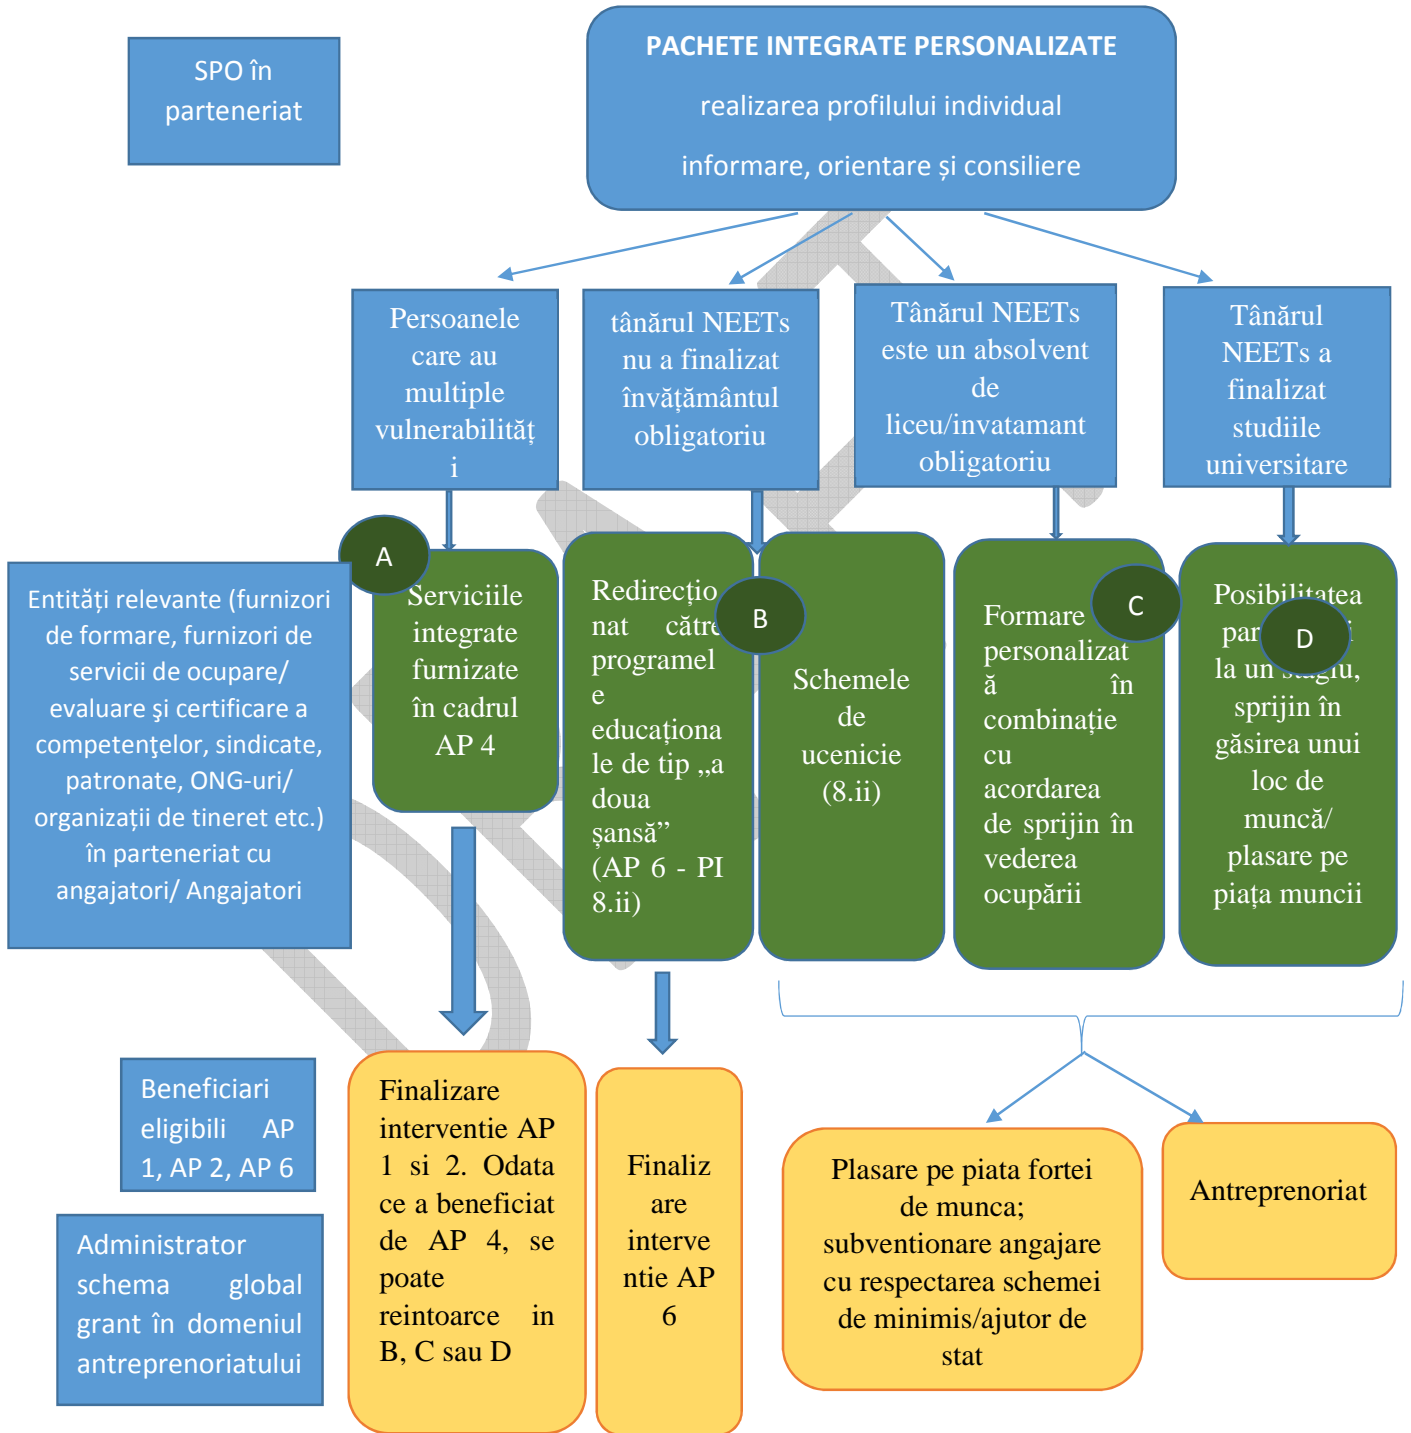 SPO în
parteneriat
PACHETE INTEGRATE PERSONALIZATE
realizarea profilului individual
informare, orientare și consiliere
Persoanele
care au
multiple
vulnerabilităț
i
tânărul NEETs
nu a finalizat
învățământul
obligatoriu
Tânărul NEETs
este un absolvent
de
liceu/invatamant
obligatoriu
Tânărul
NEETs a
finalizat
studiile
universitare
Entități relevante (furnizori
de formare, furnizori de
servicii de ocupare/
evaluare şi certificare a
competenţelor, sindicate,
patronate, ONG-uri/
organizații de tineret etc.)
în parteneriat cu
angajatori/ Angajatori
A
Serviciile
integrate
furnizate
în cadrul
AP 4
Redirecțio
nat către
programel
e
educațion­a
le de tip „a
doua
șansă”
(AP 6 - PI
8.ii)
B
Schemele
de
ucenicie
(8.ii)
C
Formare
personalizat
ă în
combinație
cu
acordarea
de sprijin în
vederea
ocupării
D
Posibilitatea
la un stagiu,
sprijin în
găsirea unui
loc de
muncă/
plasare pe
piața muncii
Beneficiari
eligibili AP
1, AP 2, AP 6
Administrator
schema global
grant în domeniul
antreprenoriatului
Finalizare
interventie AP
1 si 2. Odata
ce a beneficiat
de AP 4, se
poate
reintoarce in
B, C sau D
Finaliz
are
interve
ntie AP
6
Plasare pe piata fortei
de munca;
subventionare angajare
cu respectarea schemei
de minimis/ajutor de
stat
Antreprenoriat